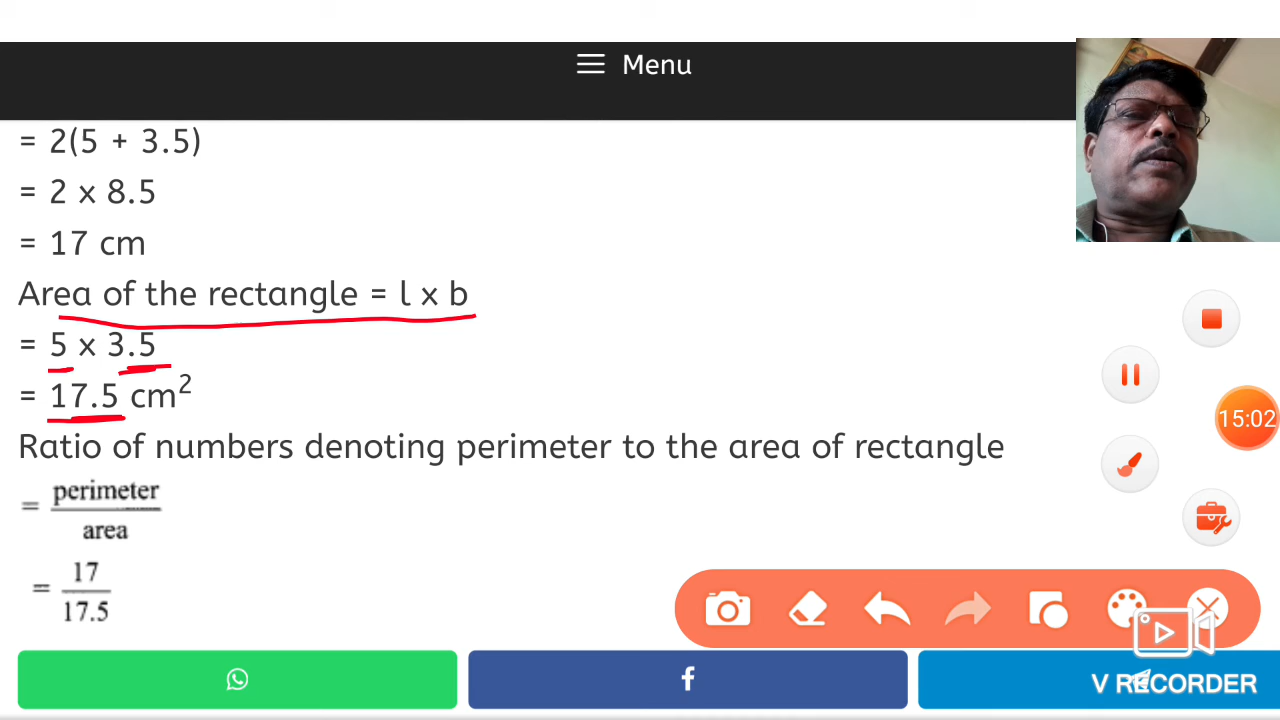 Menu
= 2(5 + 3.5)
= 2 x 8.5
= 17 cm
Area of the rectangle = l x b
= 5 x 3.5
= 17.5 cm²
Ratio of numbers denoting perimeter to the area of rectangle
= perimeter
area
= 17
17.5
15:02
f
V RECORDER